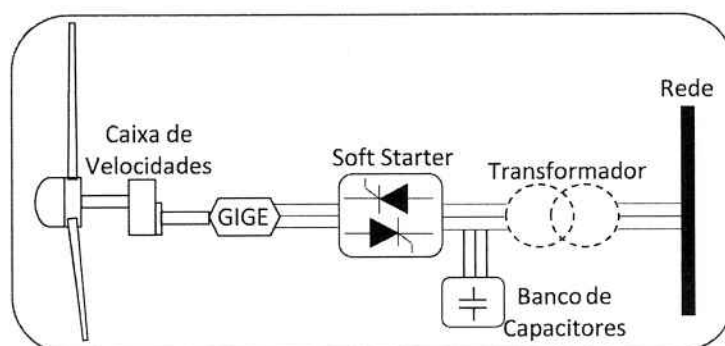 Rede
Caixa de
Velocidades
Soft Starter
Transformador
GIGE
Banco de
Capacitores